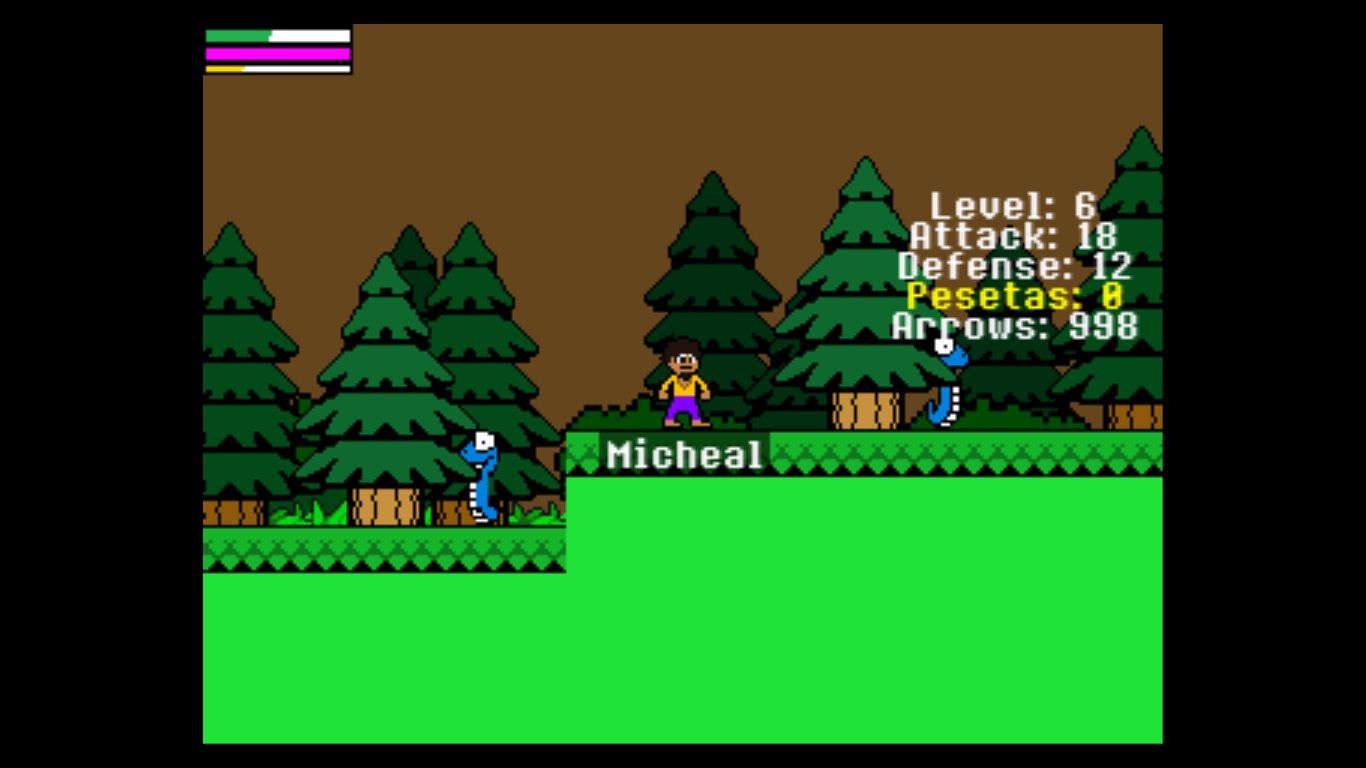 Level: 6
Attack: 18
Defense: 12
Pesetas: 0
Arrows: 998
Micheal